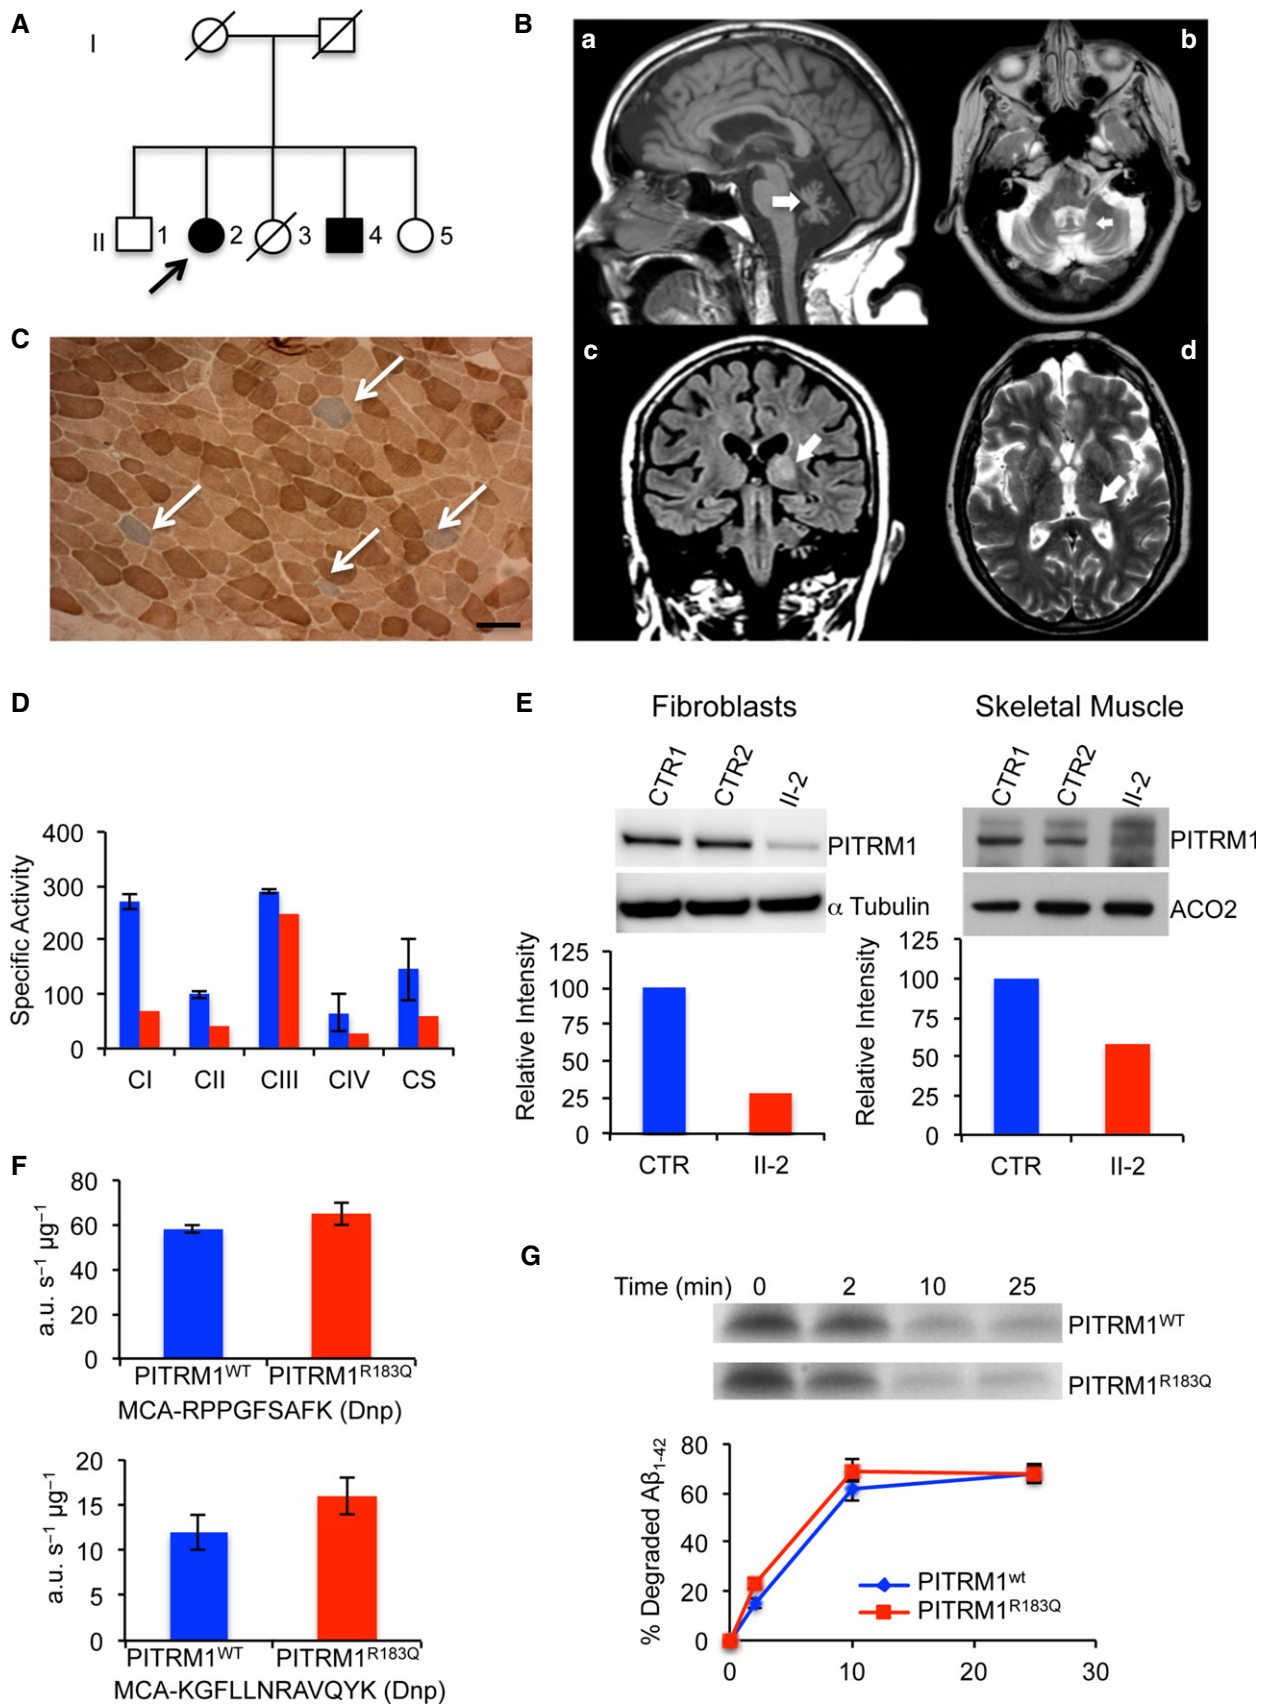 A
I
II
1
2
3
4
5
B
a
b
c
d
C
D
Specific Activity
400
300
200
100
0
CI CII CIII CIV CS
E
Fibroblasts
CTR1 CTR2 II-2
PITRM1
α Tubulin
Relative Intensity
125
100
75
50
25
0
CTR II-2
Skeletal Muscle
CTR1 CTR2 II-2
PITRM1
ACO2
Relative Intensity
125
100
75
50
25
0
CTR II-2
F
a.u. s⁻¹ µg⁻¹
80
60
40
20
0
PITRM1ᵂᵀ PITRM1ᴿ¹⁸³Q
MCA-RPPGFSAFK (Dnp)
a.u. s⁻¹ µg⁻¹
20
15
10
5
0
PITRM1ᵂᵀ PITRM1ᴿ¹⁸³Q
MCA-KGFLLNRAVQYK (Dnp)
G
Time (min) 0 2 10 25
PITRM1ᵂᵀ
PITRM1ᴿ¹⁸³Q
% Degraded Aβ₁₋₄₂
80
60
40
20
0
PITRM1ʷᵗ
PITRM1ᴿ¹⁸³Q
0 10 20 30